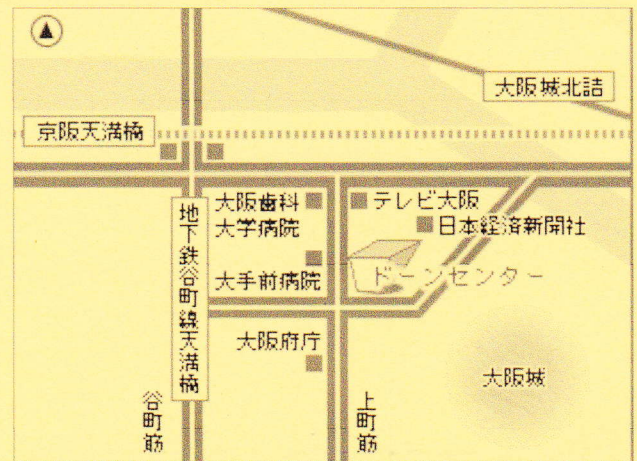 大阪城北詰
京阪天満橋
地下鉄谷町線天満橋
大阪歯科
大学病院
テレビ大阪
日本経済新聞社
大手前病院
ドーンセンター
大阪府庁
大阪城
谷町筋
上町筋